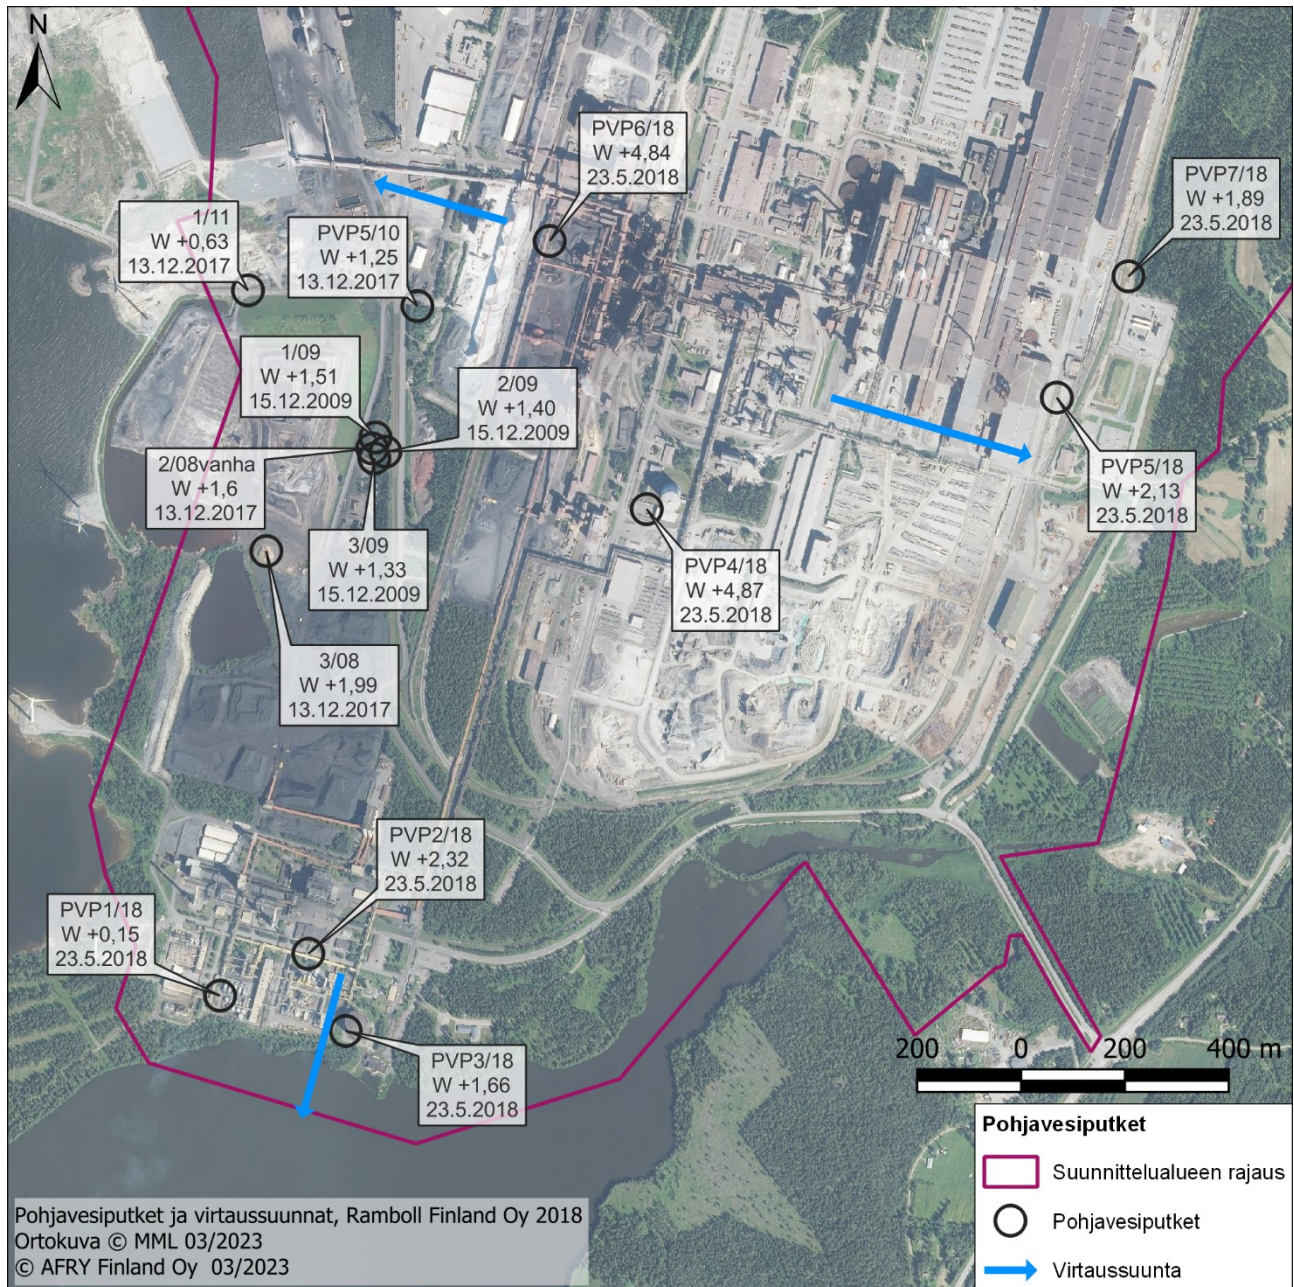 N
PVP6/18
W +4,84
23.5.2018
PVP7/18
W +1,89
23.5.2018
1/11
W +0,63
13.12.2017
PVP5/10
W +1,25
13.12.2017
1/09
W +1,51
15.12.2009
2/09
W +1,40
15.12.2009
2/08vanha
W +1,6
13.12.2017
PVP5/18
W +2,13
23.5.2018
3/09
W +1,33
15.12.2009
PVP4/18
W +4,87
23.5.2018
3/08
W +1,99
13.12.2017
PVP2/18
W +2,32
23.5.2018
PVP1/18
W +0,15
23.5.2018
PVP3/18
W +1,66
23.5.2018
200 0 200 400 m
Pohjavesiputket
Suunnittelualueen rajaus
Pohjavesiputket
Virtaussuunta
Pohjavesiputket ja virtaussuunnat, Ramboll Finland Oy 2018
Ortokuva © MML 03/2023
© AFRY Finland Oy 03/2023